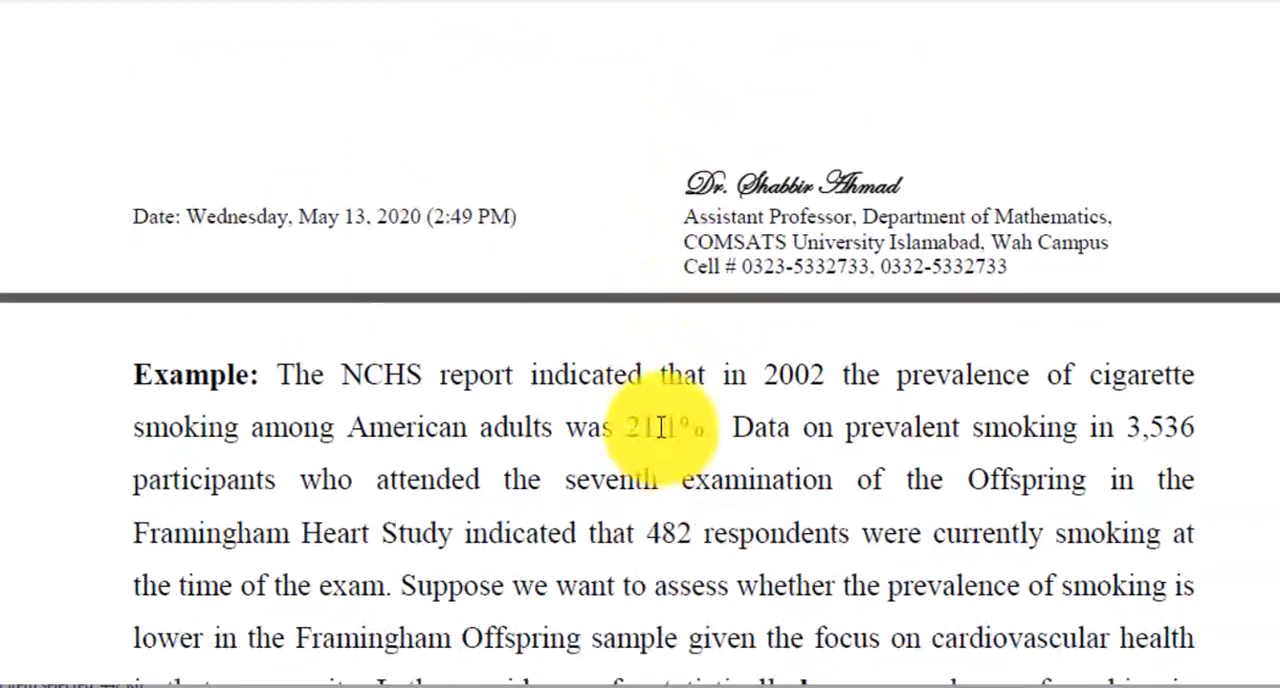 Dr. Shabbir Ahmad
Date: Wednesday, May 13, 2020 (2:49 PM)
Assistant Professor, Department of Mathematics,
COMSATS University Islamabad, Wah Campus
Cell # 0323-5332733, 0332-5332733
Example: The NCHS report indicated that in 2002 the prevalence of cigarette
smoking among American adults was Data on prevalent smoking in 3,536
participants who attended the seventh examination of the Offspring in the
Framingham Heart Study indicated that 482 respondents were currently smoking at
the time of the exam. Suppose we want to assess whether the prevalence of smoking is
lower in the Framingham Offspring sample given the focus on cardiovascular health